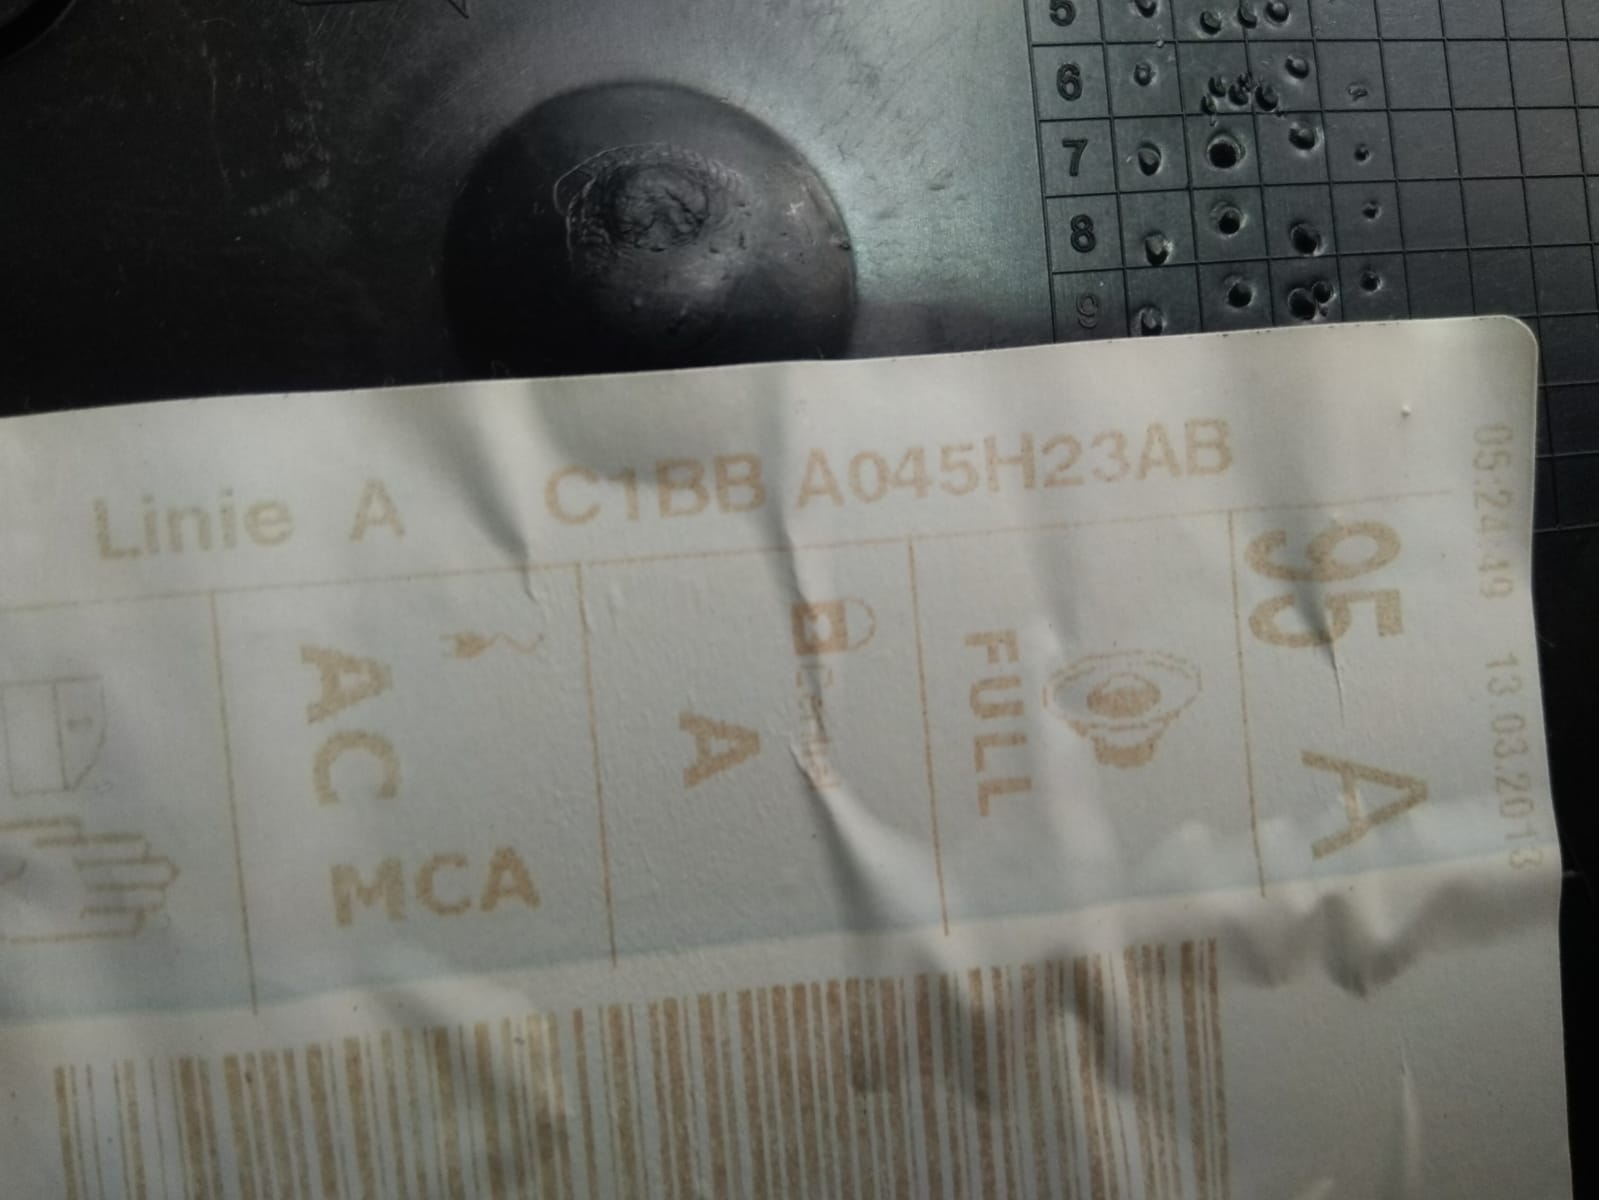 5
6
7
8
9
Linie A C1BB A045H23AB
AC
MCA
A
FULL
95 A
05:24:49 13.03.2013